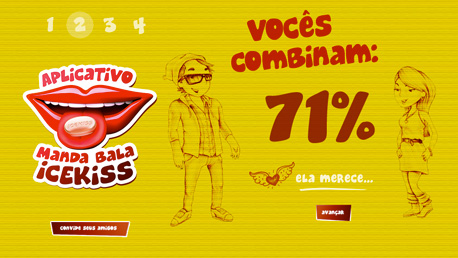 1 2 3 4
VOCÊS
COMBINAM:
71%
APLICATIVO
MANDA BALA
ICEKISS
ELA MERECE...
AVANÇAR
CONVIDE SEUS AMIGOS